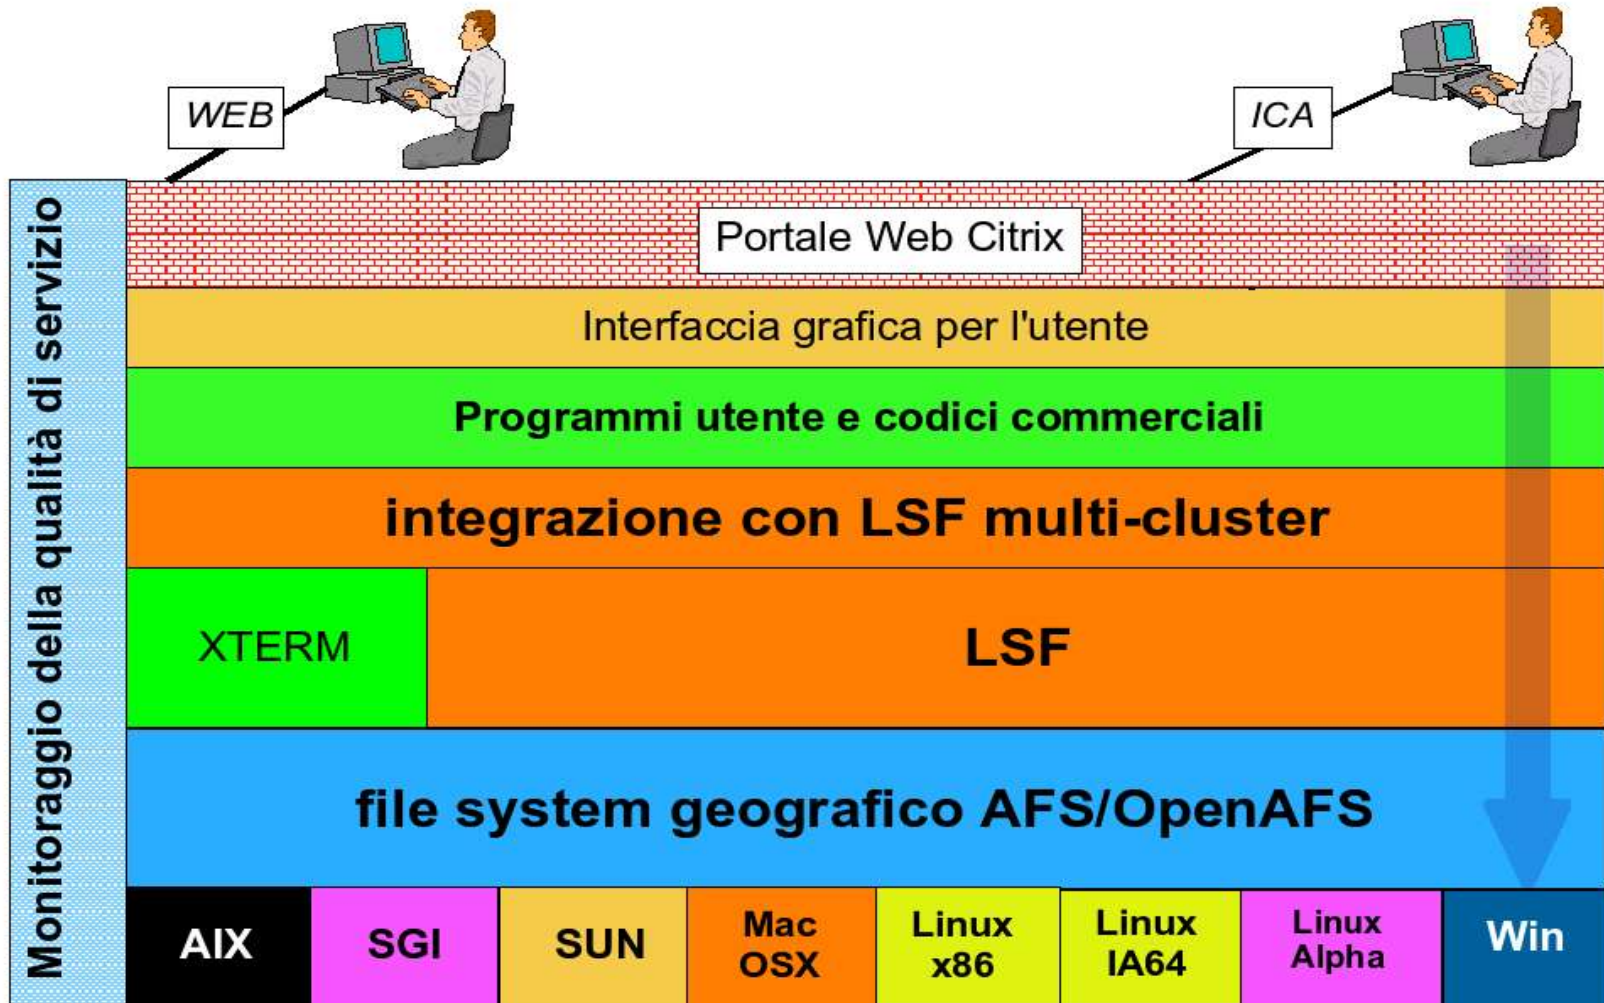 WEB
ICA
Portale Web Citrix
Interfaccia grafica per l'utente
Programmi utente e codici commerciali
integrazione con LSF multi-cluster
XTERM
LSF
file system geografico AFS/OpenAFS
AIX
SGI
SUN
Mac
OSX
Linux
x86
Linux
IA64
Linux
Alpha
Win
Monitoraggio della qualità di servizio